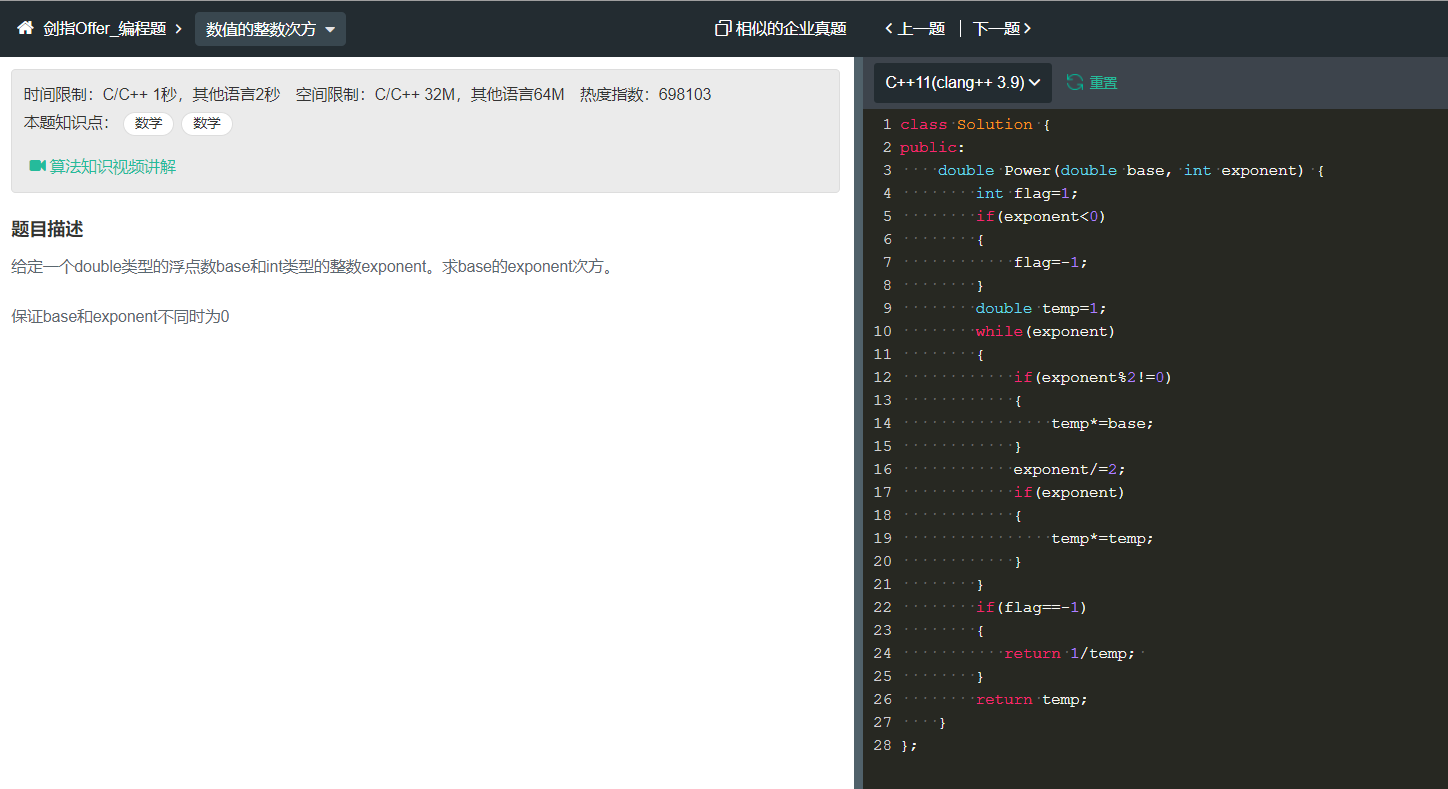 剑指Offer_编程题 数值的整数次方 相似的企业真题 上一题 下一题
时间限制：C/C++ 1秒，其他语言2秒 空间限制：C/C++ 32M，其他语言64M 热度指数：698103
本题知识点： 数学 数学
算法知识视频讲解
题目描述
给定一个double类型的浮点数base和int类型的整数exponent。求base的exponent次方。
保证base和exponent不同时为0
C++11(clang++ 3.9) 重置
1 class Solution {
2 public:
3     double Power(double base, int exponent) {
4         int flag=1;
5         if(exponent<0)
6         {
7             flag=-1;
8         }
9         double temp=1;
10         while(exponent)
11         {
12             if(exponent%2!=0)
13             {
14                 temp*=base;
15             }
16             exponent/=2;
17             if(exponent)
18             {
19                 temp*=temp;
20             }
21         }
22         if(flag==-1)
23         {
24            return 1/temp;
25         }
26         return temp;
27     }
28 };